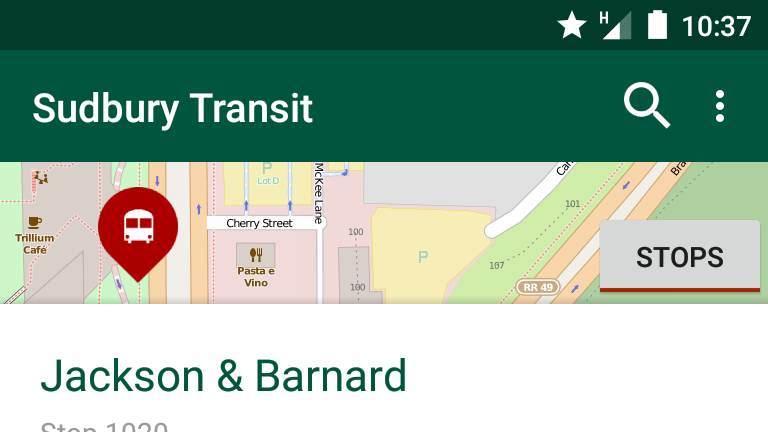 H
10:37
Sudbury Transit
P
Lot D
McKee Lane
Cherry Street
Trillium
Café
Pasta e
Vino
100
100
P
101
107
RR 49
STOPS
Jackson & Barnard